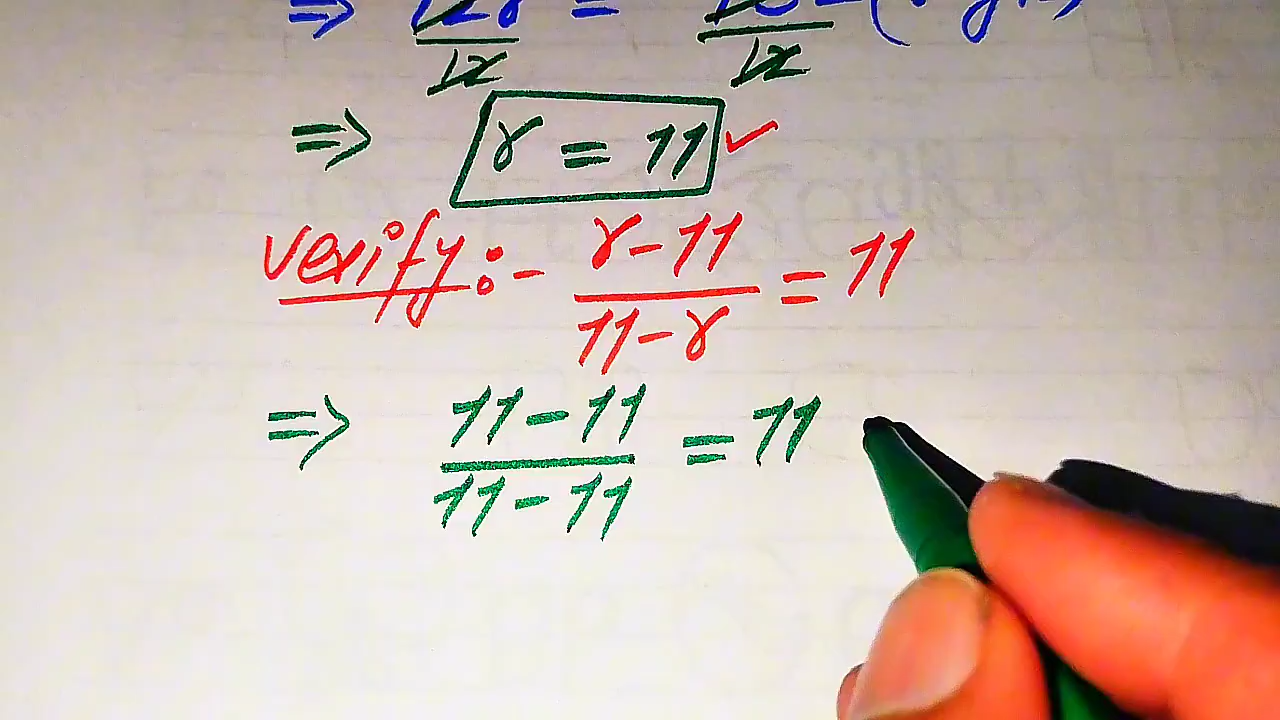 ⇒ r = 11 ✓
verify:- r-11/11-r = 11
⇒ 11-11/11-11 = 11